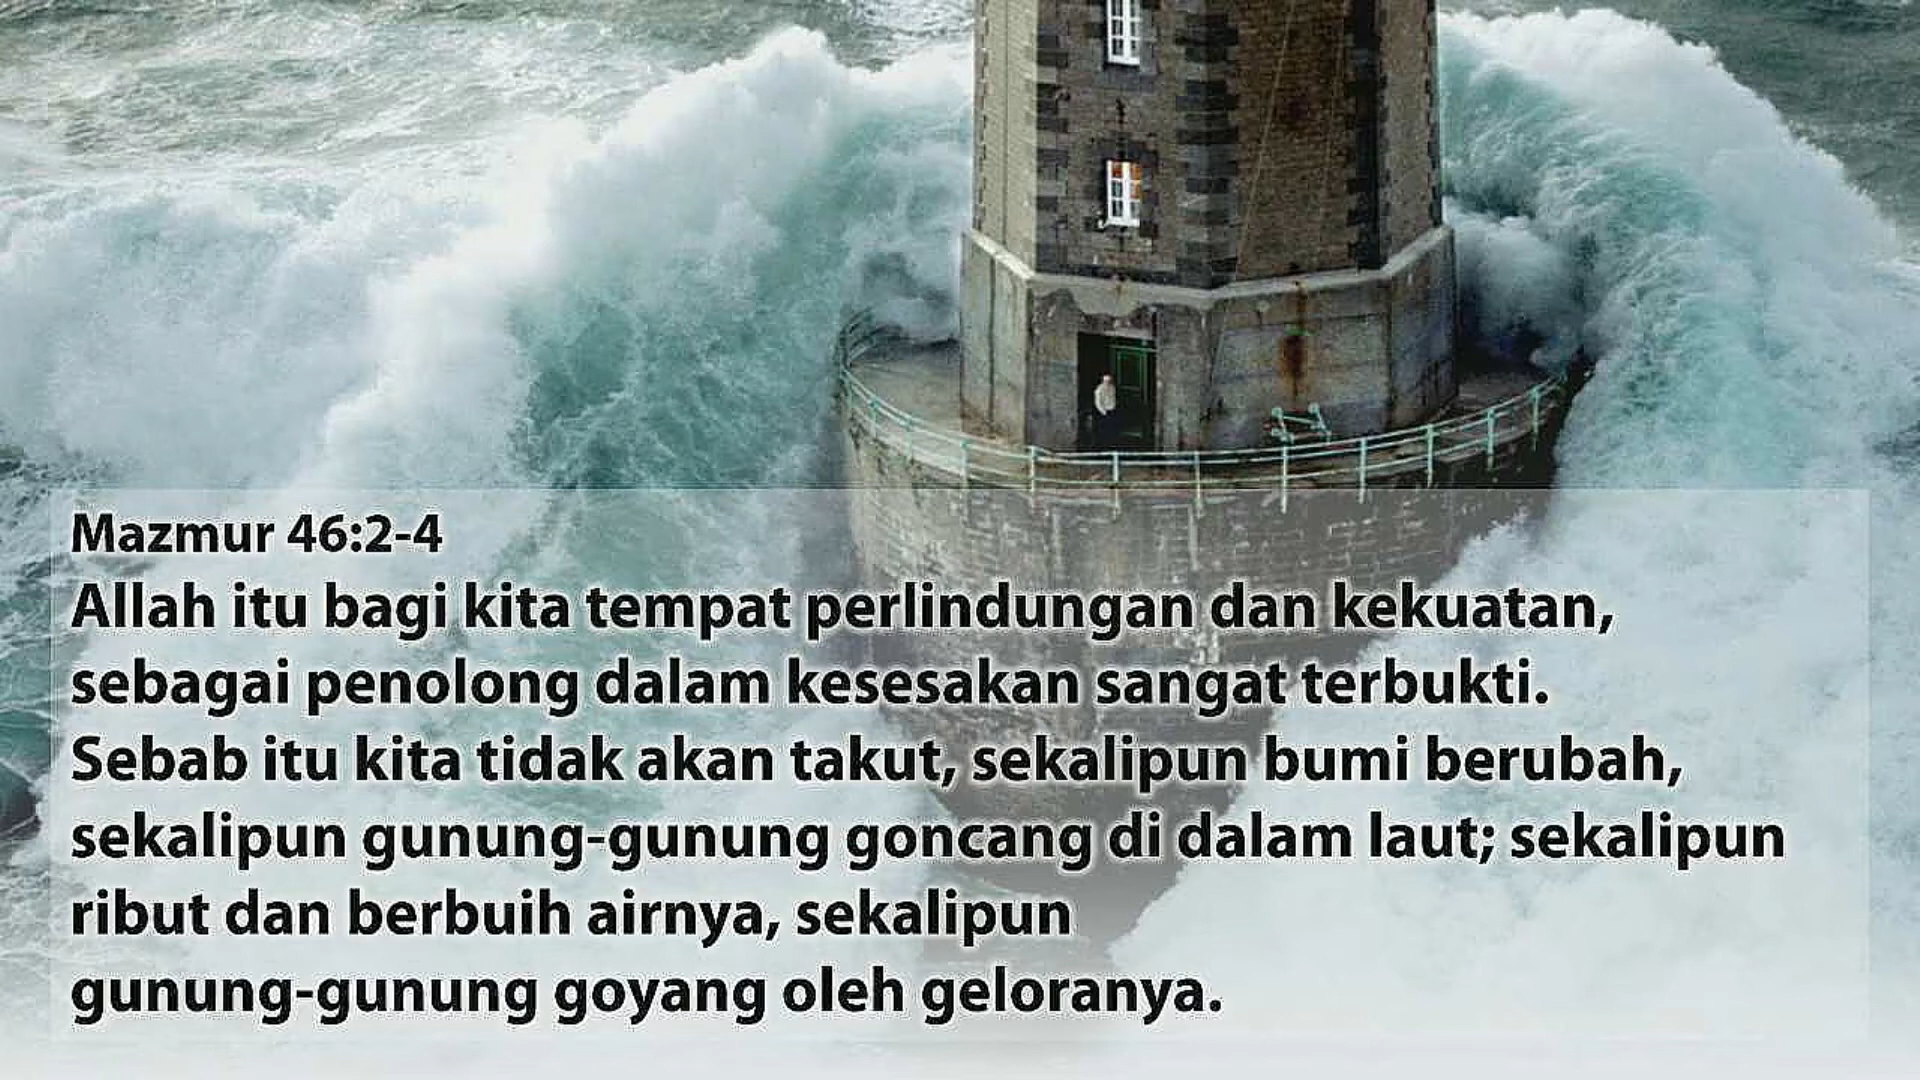 Mazmur 46:2-4
Allah itu bagi kita tempat perlindungan dan kekuatan,
sebagai penolong dalam kesesakan sangat terbukti.
Sebab itu kita tidak akan takut, sekalipun bumi berubah,
sekalipun gunung-gunung goncang di dalam laut; sekalipun
ribut dan berbuih airnya, sekalipun
gunung-gunung goyang oleh geloranya.